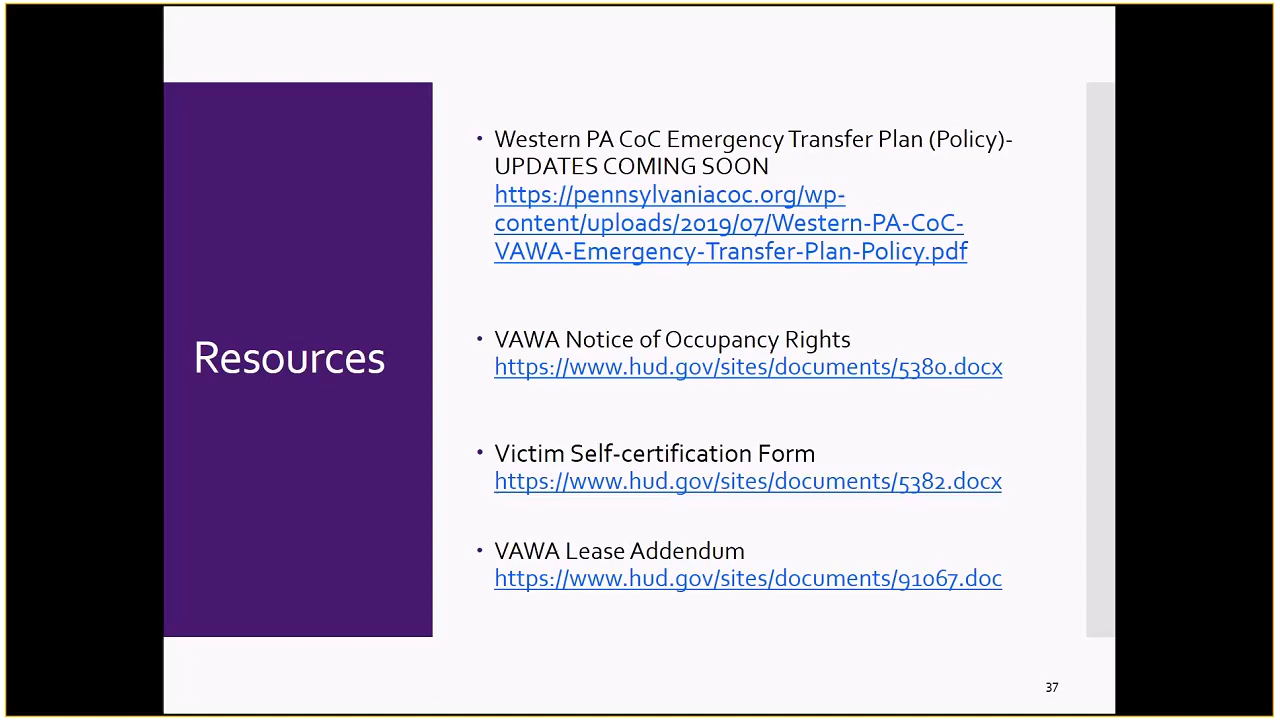 Resources
• Western PA CoC Emergency Transfer Plan (Policy)-
UPDATES COMING SOON
https://pennsylvaniacoc.org/wp-
content/uploads/2019/07/Western-PA-CoC-
VAWA-Emergency-Transfer-Plan-Policy.pdf
• VAWA Notice of Occupancy Rights
https://www.hud.gov/sites/documents/5380.docx
• Victim Self-certification Form
https://www.hud.gov/sites/documents/5382.docx
• VAWA Lease Addendum
https://www.hud.gov/sites/documents/91067.doc
37